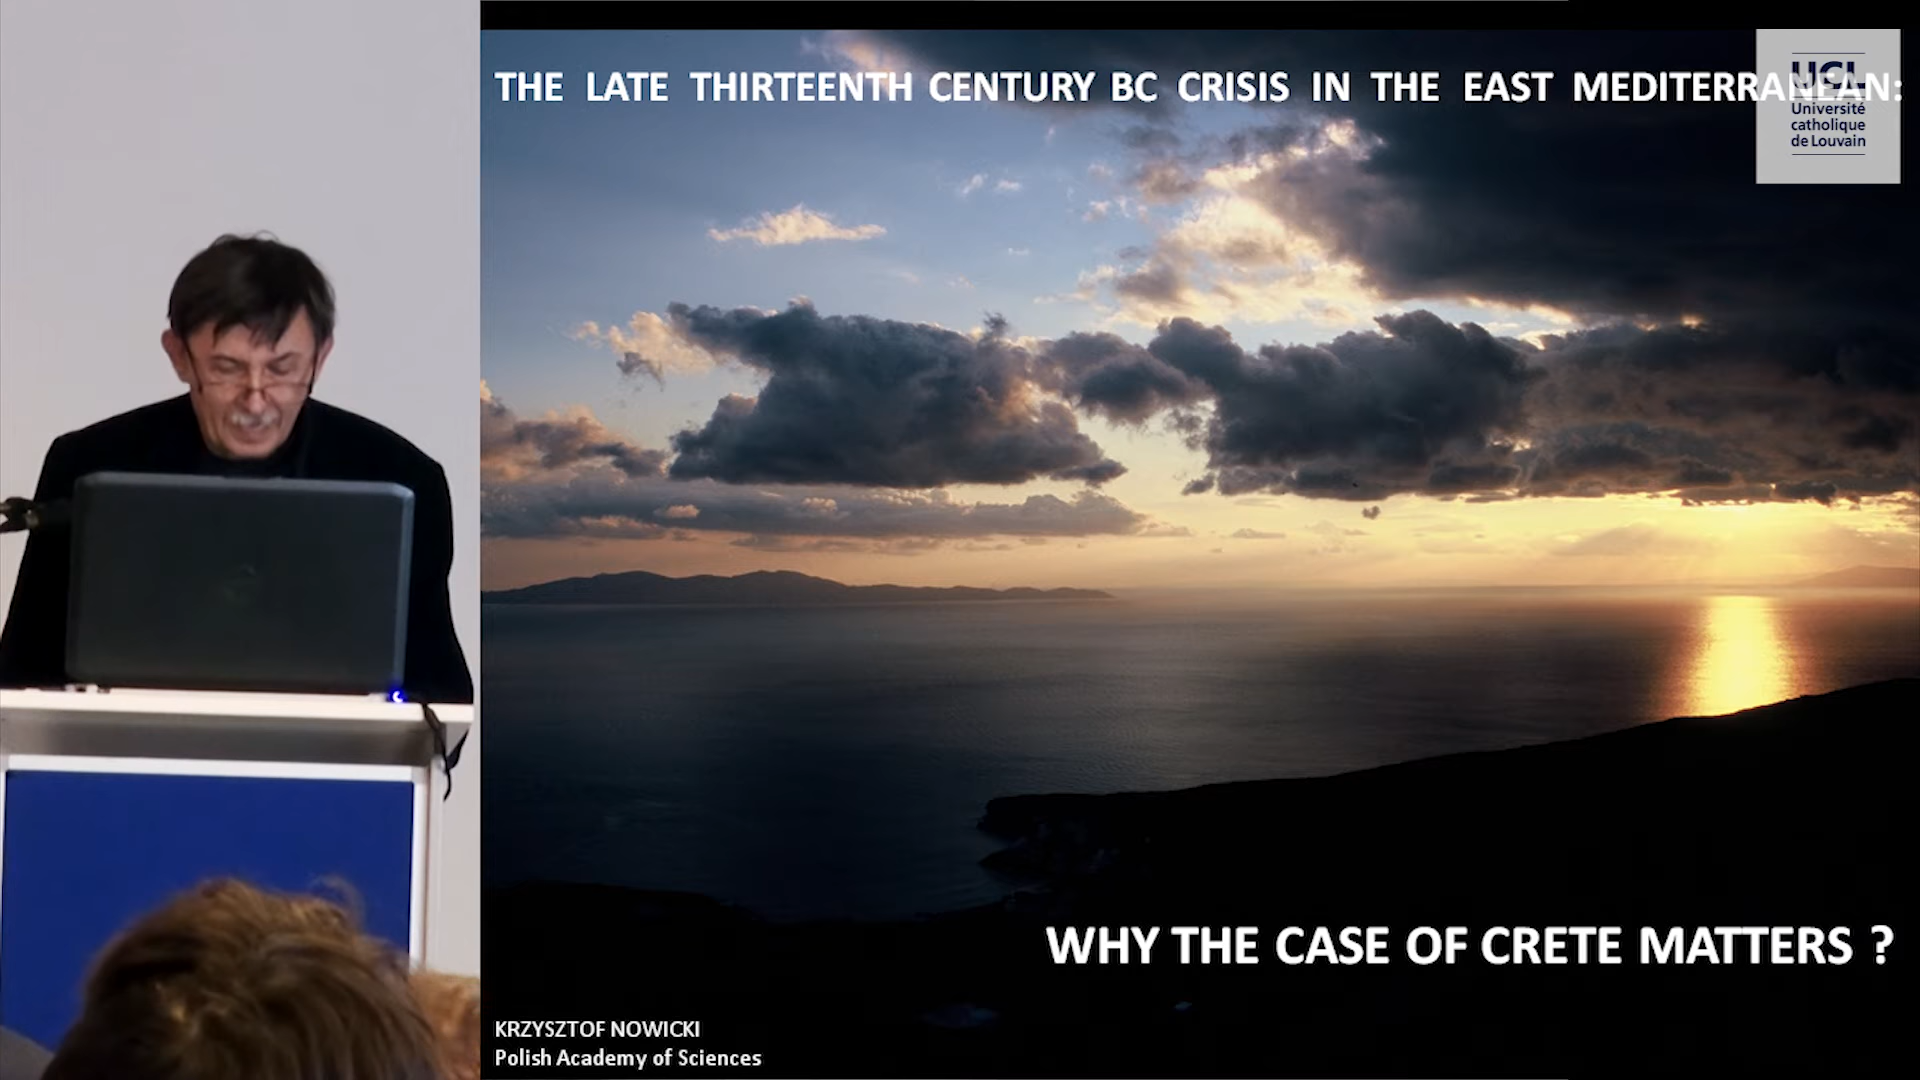 THE LATE THIRTEENTH CENTURY BC CRISIS IN THE EAST MEDITERRANEAN:
UCL
Université
catholique
de Louvain
WHY THE CASE OF CRETE MATTERS ?
KRZYSZTOF NOWICKI
Polish Academy of Sciences